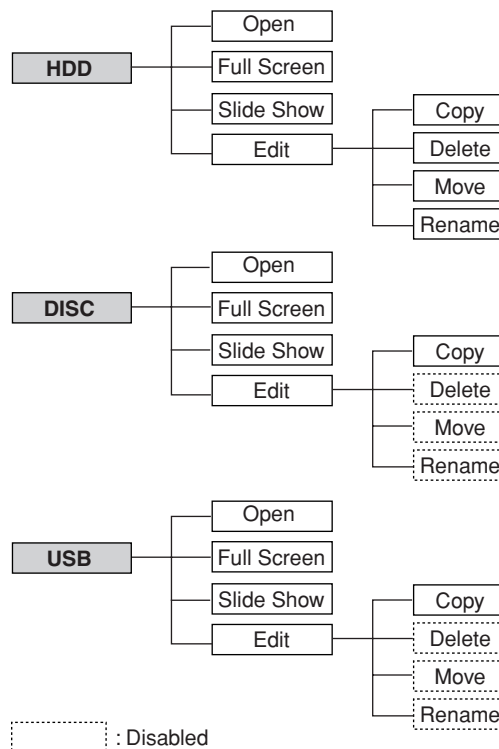 HDD
Open
Full Screen
Slide Show
Edit
Copy
Delete
Move
Rename
DISC
Open
Full Screen
Slide Show
Edit
Copy
Delete
Move
Rename
USB
Open
Full Screen
Slide Show
Edit
Copy
Delete
Move
Rename
: Disabled